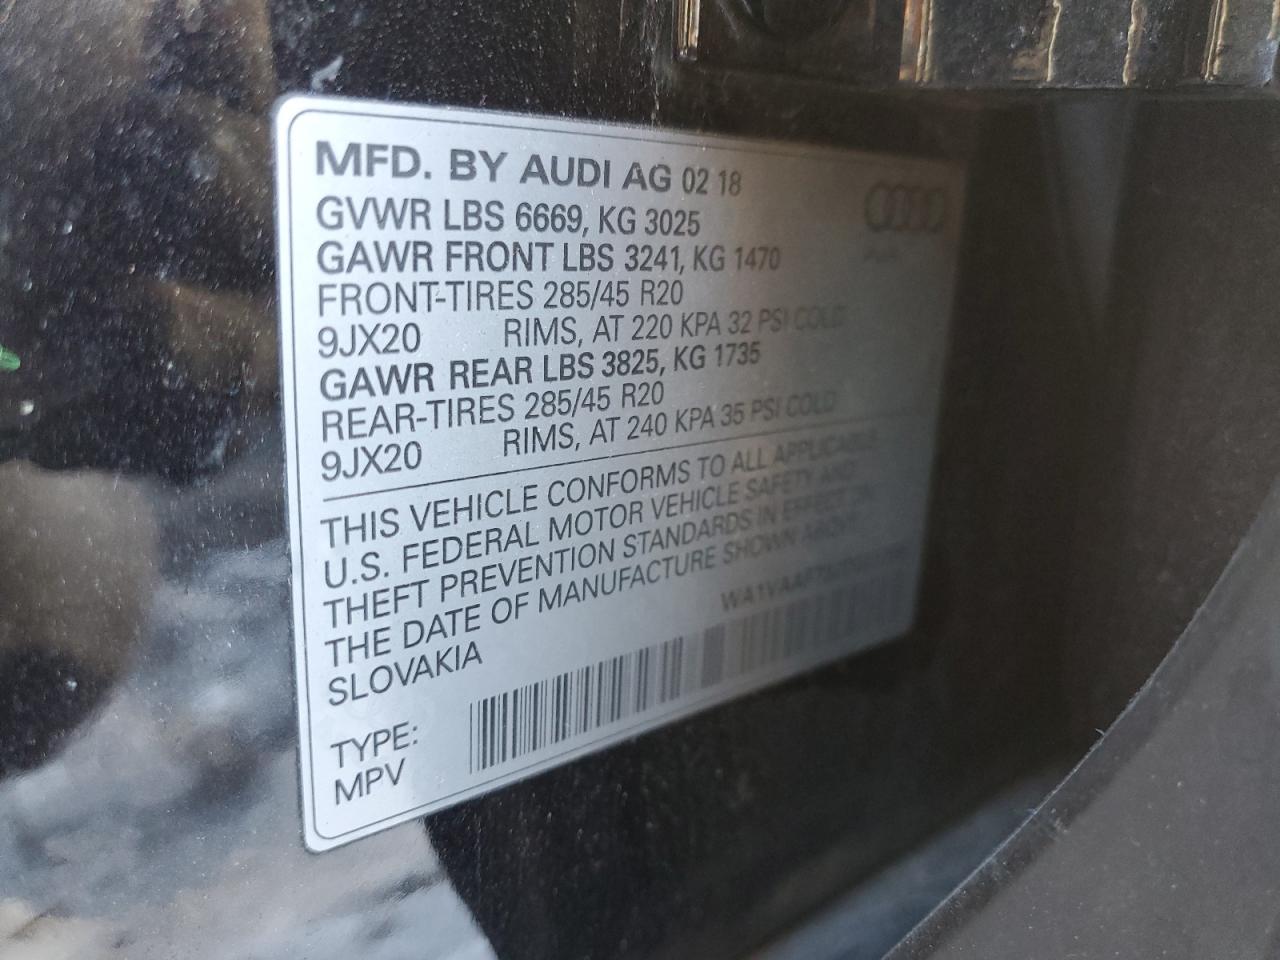 MFD. BY AUDI AG 02 18
GVWR LBS 6669, KG 3025
GAWR FRONT LBS 3241, KG 1470
FRONT-TIRES 285/45 R20
9JX20 RIMS, AT 220 KPA 32 PSI COLD
GAWR REAR LBS 3825, KG 1735
REAR-TIRES 285/45 R20
9JX20 RIMS, AT 240 KPA 35 PSI COLD
THIS VEHICLE CONFORMS TO ALL APPLICABLE
U.S. FEDERAL MOTOR VEHICLE SAFETY AND
THEFT PREVENTION STANDARDS IN EFFECT ON
THE DATE OF MANUFACTURE SHOWN ABOVE
SLOVAKIA
TYPE:
MPV